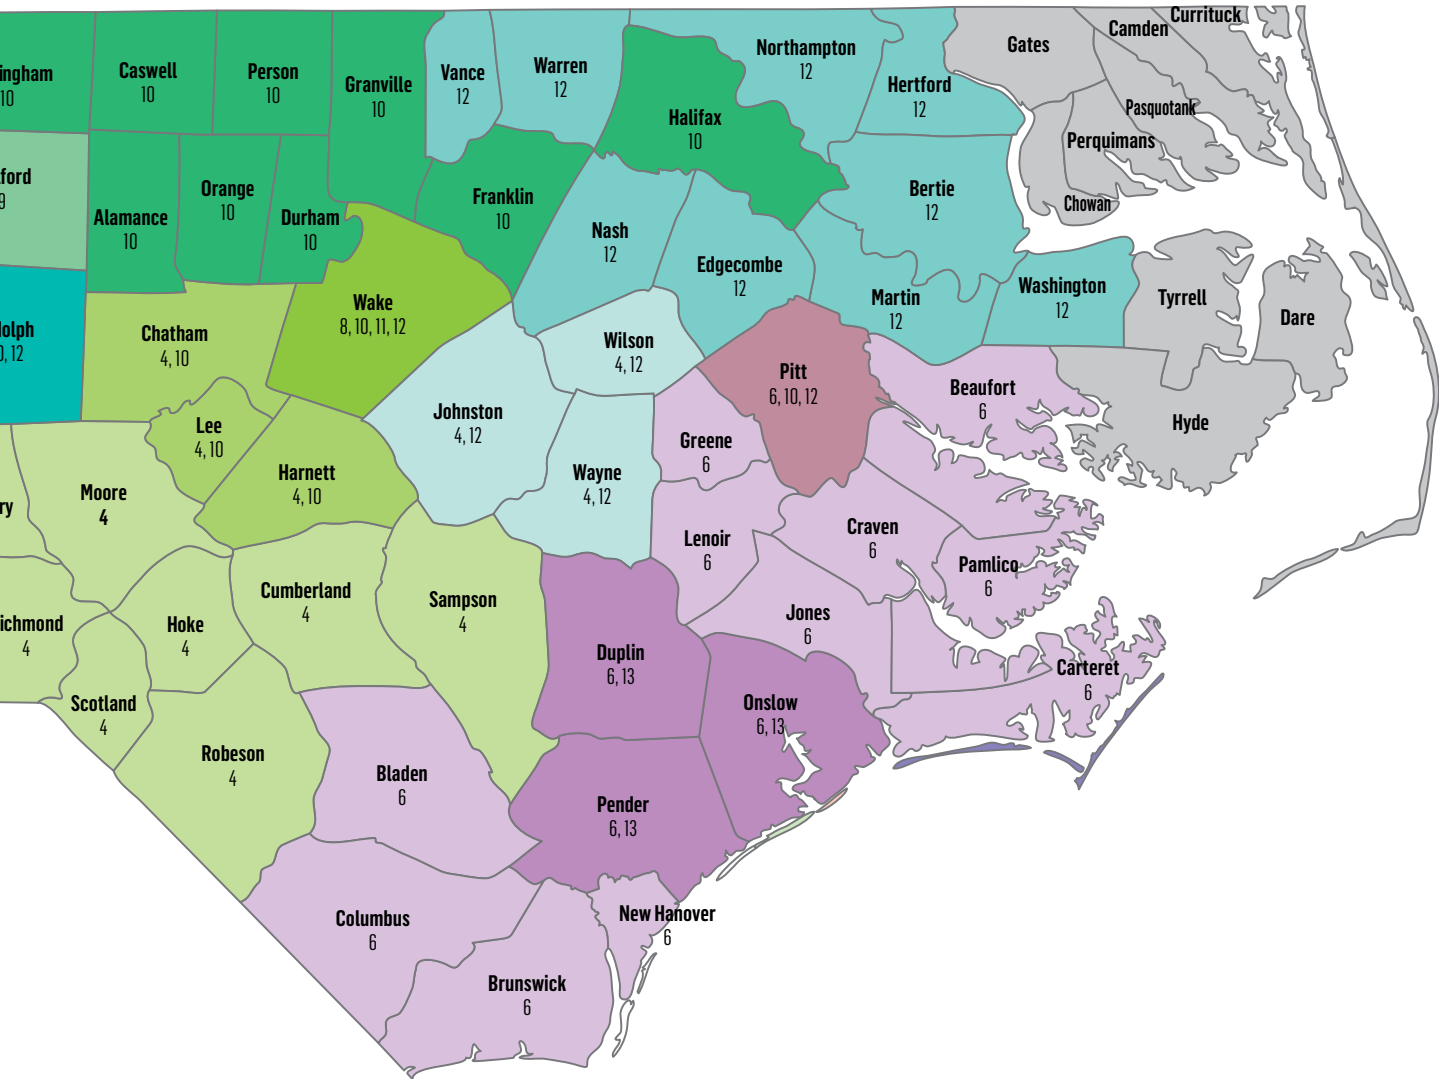 Currituck
Camden
Gates
Northampton
12
Warren
12
Vance
12
Caswell
10
Person
10
Granville
10
ingham
10
Hertford
12
Pasquotank
Halifax
10
Perquimans
ford
9
Orange
10
Franklin
10
Bertie
12
Chowan
Alamance
10
Durham
10
Nash
12
Edgecombe
12
Washington
12
Martin
12
Tyrrell
Dare
Wake
8, 10, 11, 12
Chatham
4, 10
olph
, 12
Wilson
4, 12
Pitt
6, 10, 12
Beaufort
6
Johnston
4, 12
Hyde
Lee
4, 10
Greene
6
Harnett
4, 10
Wayne
4, 12
Moore
4
ry
Craven
6
Lenoir
6
Pamlico
6
Cumberland
4
Sampson
4
Jones
6
Hoke
4
ichmond
4
Duplin
6, 13
Carteret
6
Scotland
4
Onslow
6, 13
Robeson
4
Bladen
6
Pender
6, 13
Columbus
6
New Hanover
6
Brunswick
6